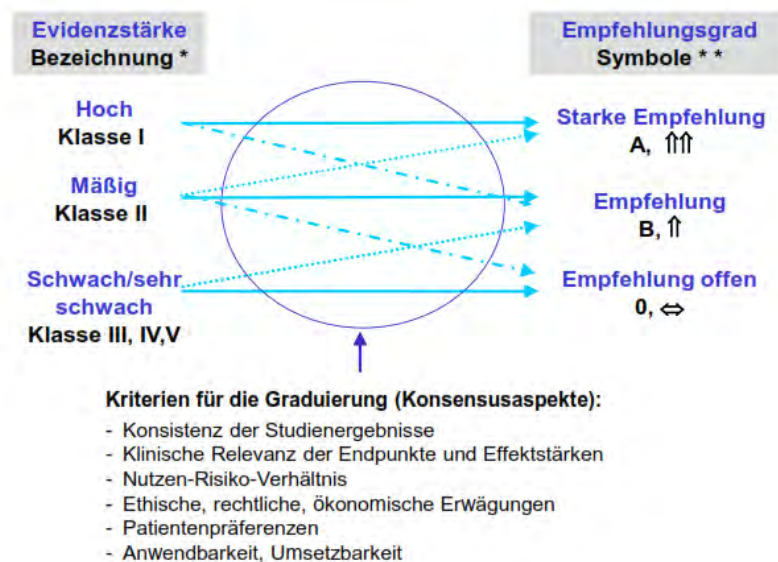 Evidenzstärke
Bezeichnung *
Empfehlungsgrad
Symbole * *
Hoch
Klasse I
Starke Empfehlung
A, ⇑⇑
Mäßig
Klasse II
Empfehlung
B, ⇑
Schwach/sehr
schwach
Klasse III, IV,V
Empfehlung offen
0, ⇔
Kriterien für die Graduierung (Konsensusaspekte):
- Konsistenz der Studienergebnisse
- Klinische Relevanz der Endpunkte und Effektstärken
- Nutzen-Risiko-Verhältnis
- Ethische, rechtliche, ökonomische Erwägungen
- Patientenpräferenzen
- Anwendbarkeit, Umsetzbarkeit